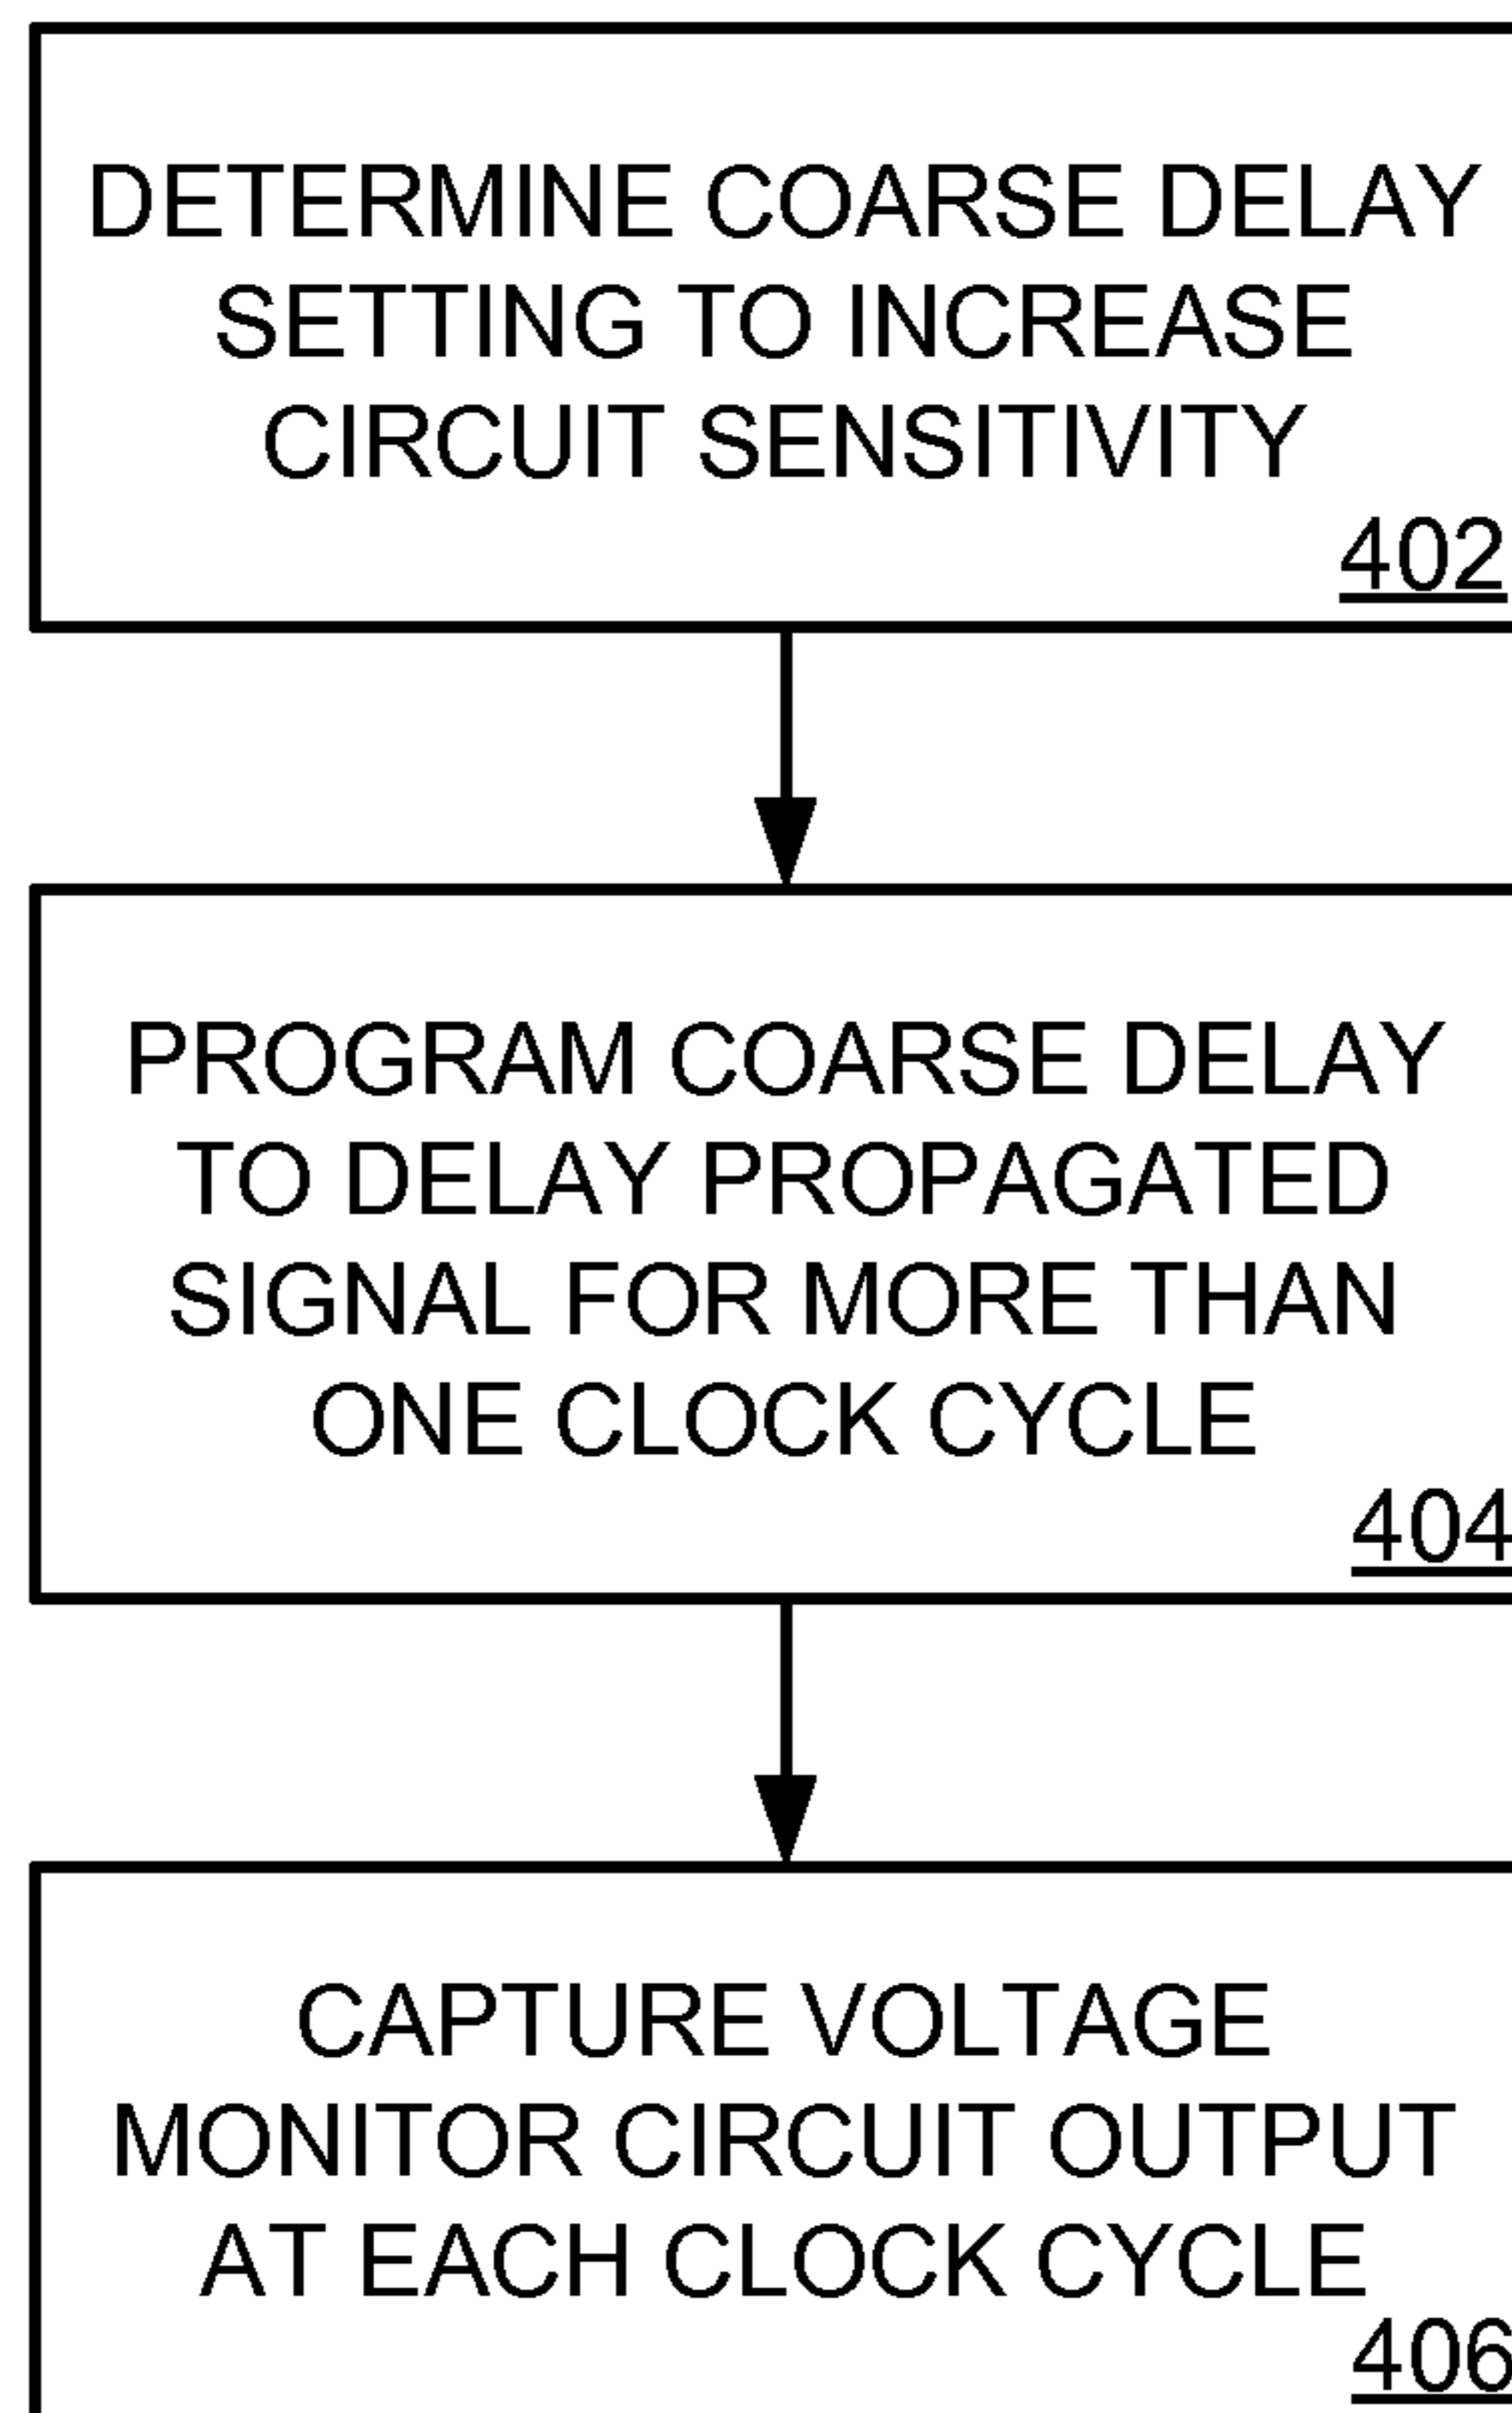 DETERMINE COARSE DELAY
SETTING TO INCREASE
CIRCUIT SENSITIVITY
402
PROGRAM COARSE DELAY
TO DELAY PROPAGATED
SIGNAL FOR MORE THAN
ONE CLOCK CYCLE
404
CAPTURE VOLTAGE
MONITOR CIRCUIT OUTPUT
AT EACH CLOCK CYCLE
406